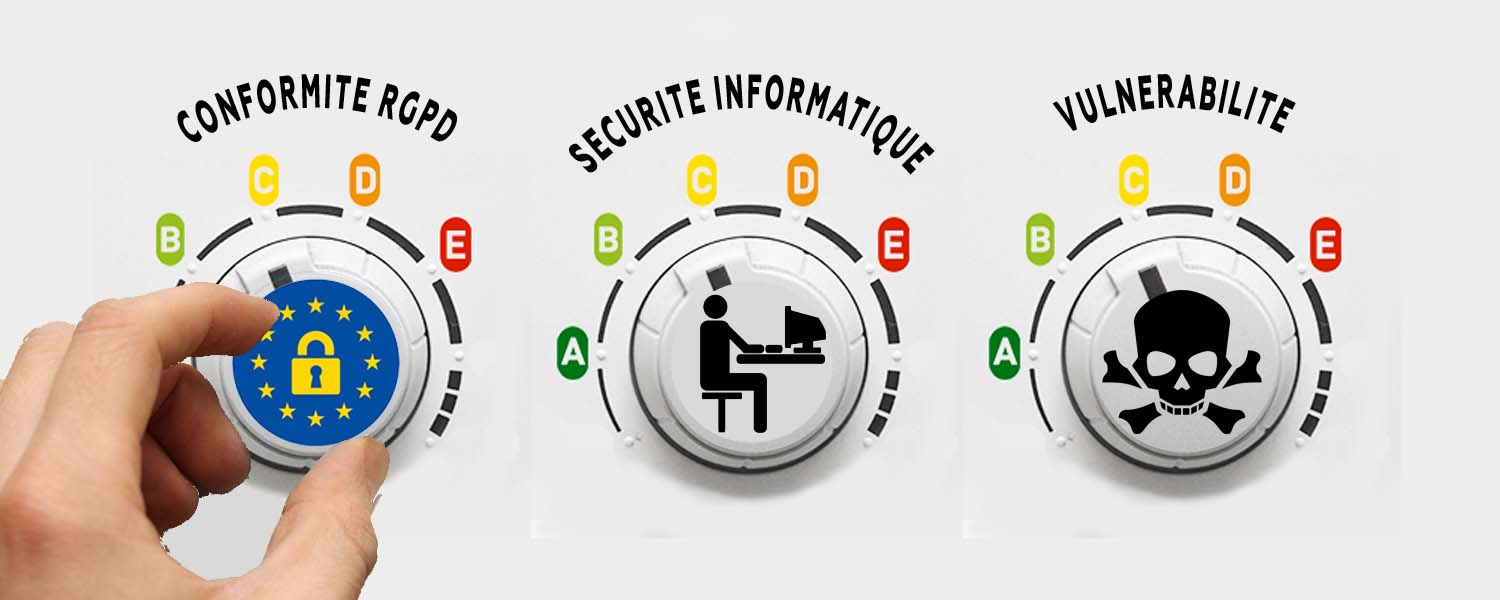 CONFORMITE RGPD
B
C
D
E
SECURITE INFORMATIQUE
A
B
C
D
E
VULNERABILITE
A
B
C
D
E